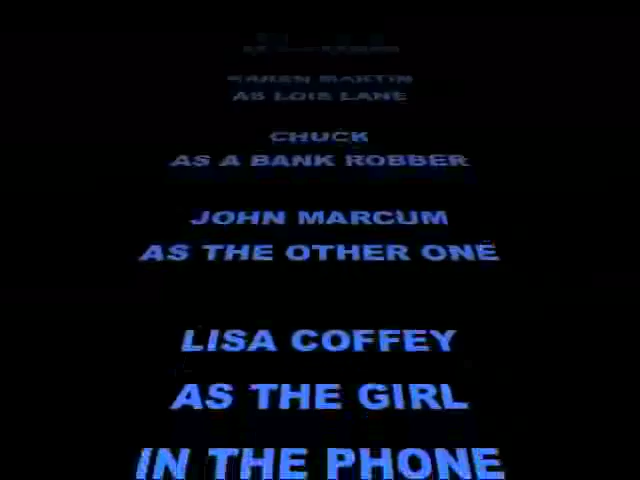 KAREN MARTIN
AS LOIS LANE
CHUCK
AS A BANK ROBBER
JOHN MARCUM
AS THE OTHER ONE
LISA COFFEY
AS THE GIRL
IN THE PHONE